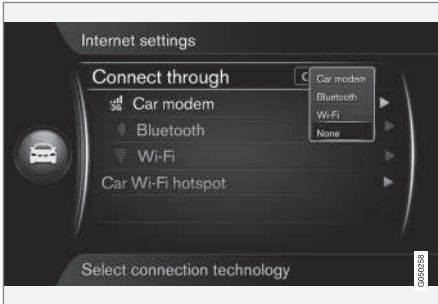 Internet settings
Connect through
Car modem
Bluetooth
Wi-Fi
None
3G Car modem
Bluetooth
Wi-Fi
Car Wi-Fi hotspot
Select connection technology
G050258